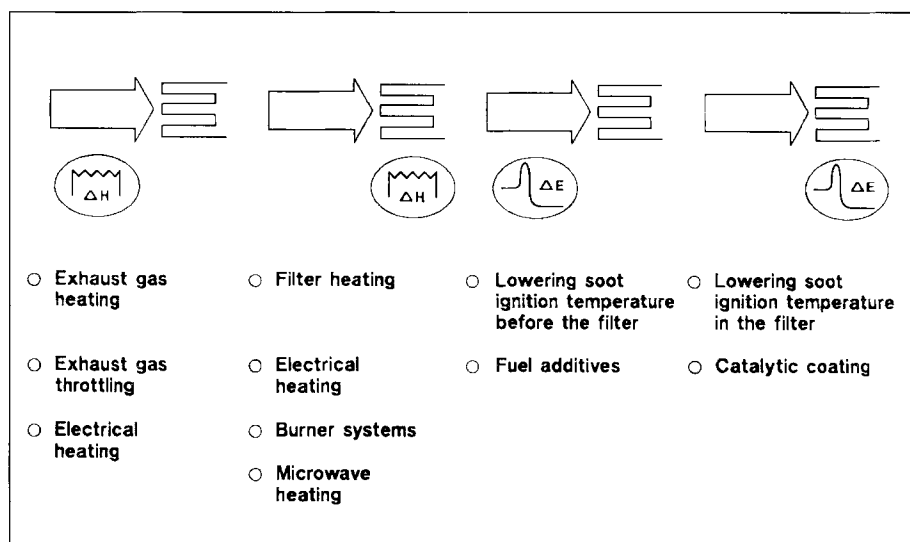 ΔH
ΔH
ΔE
ΔE
○ Exhaust gas
heating
○ Exhaust gas
throttling
○ Electrical
heating
○ Filter heating
○ Electrical
heating
○ Burner systems
○ Microwave
heating
○ Lowering soot
ignition temperature
before the filter
○ Fuel additives
○ Lowering soot
ignition temperature
in the filter
○ Catalytic coating